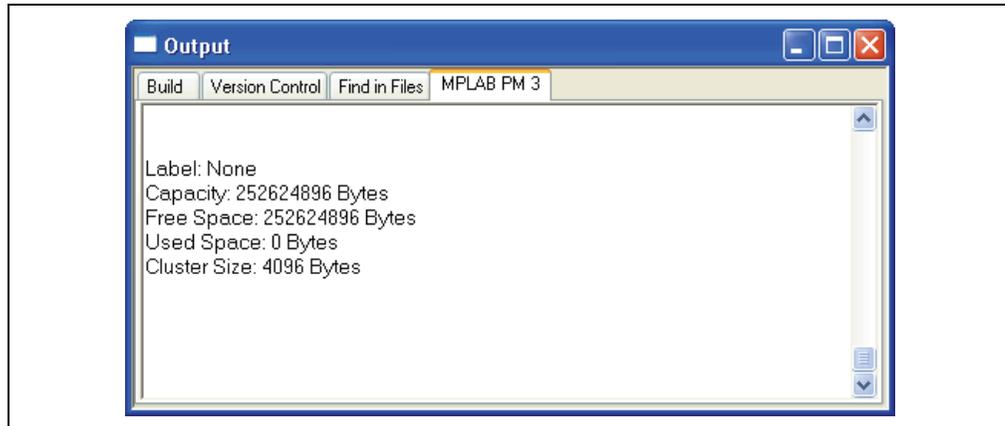 Output
Build Version Control Find in Files MPLAB PM 3
Label: None
Capacity: 252624896 Bytes
Free Space: 252624896 Bytes
Used Space: 0 Bytes
Cluster Size: 4096 Bytes